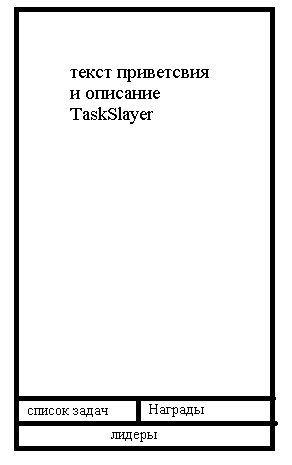 текст приветсвия
и описание
TaskSlayer
список задач
Награды
лидеры